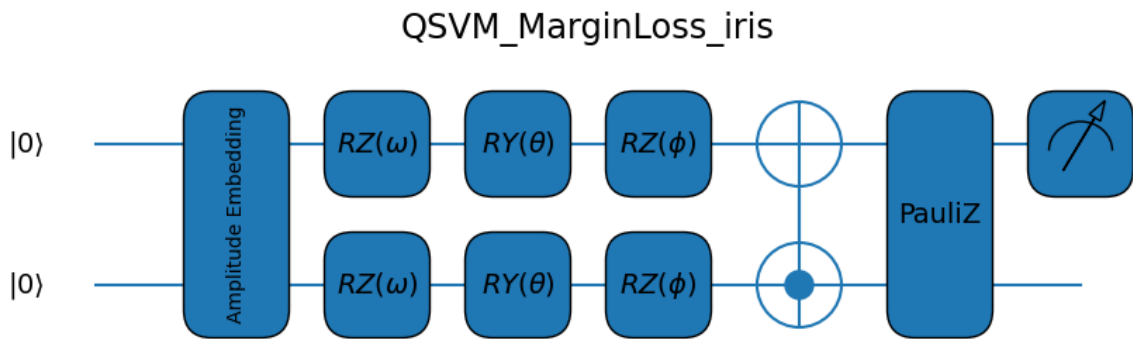 QSVM_MarginLoss_iris
|0⟩ Amplitude Embedding RZ(ω) RY(θ) RZ(ϕ) PauliZ
|0⟩ RZ(ω) RY(θ) RZ(ϕ)